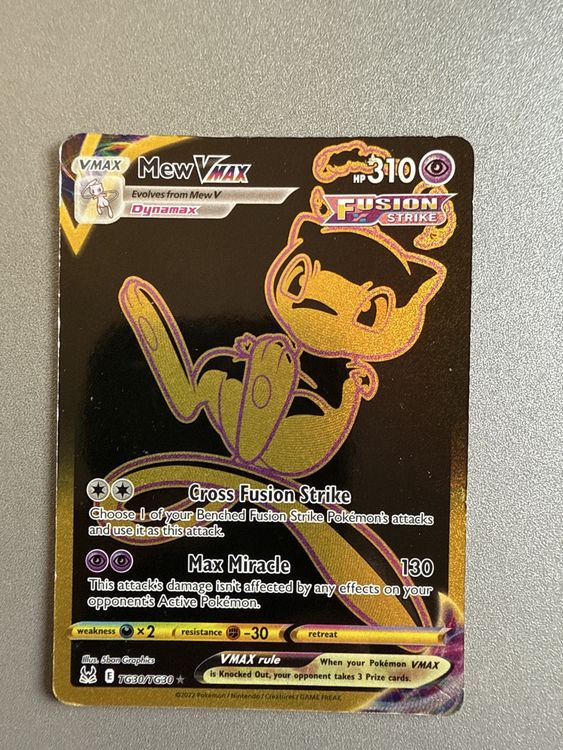 VMAX Mew VMAX HP 310
Evolves from Mew V
Dynamax
FUSION
STRIKE
Cross Fusion Strike
Choose 1 of your Benched Fusion Strike Pokémon's attacks
and use it as this attack.
Max Miracle 130
This attack's damage isn't affected by any effects on your
opponent's Active Pokémon.
weakness ×2 resistance -30 retreat
Illus. 5ban Graphics
VMAX rule When your Pokémon VMAX
is Knocked Out, your opponent takes 3 Prize cards.
E TG30/TG30 ★
©2022 Pokémon / Nintendo / Creatures / GAME FREAK